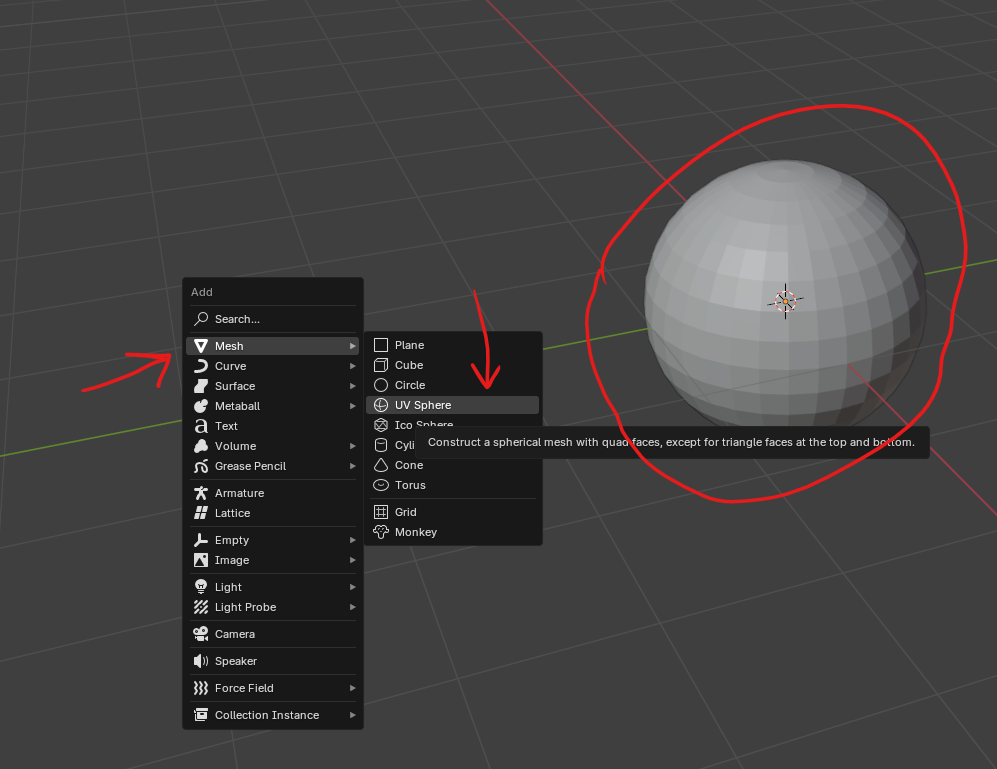 Add
Search...
Mesh
Curve
Surface
Metaball
Text
Volume
Grease Pencil
Armature
Lattice
Empty
Image
Light
Light Probe
Camera
Speaker
Force Field
Collection Instance
Plane
Cube
Circle
UV Sphere
Ico Sphere
Cyli
Cone
Torus
Grid
Monkey
Construct a spherical mesh with quad faces, except for triangle faces at the top and bottom.